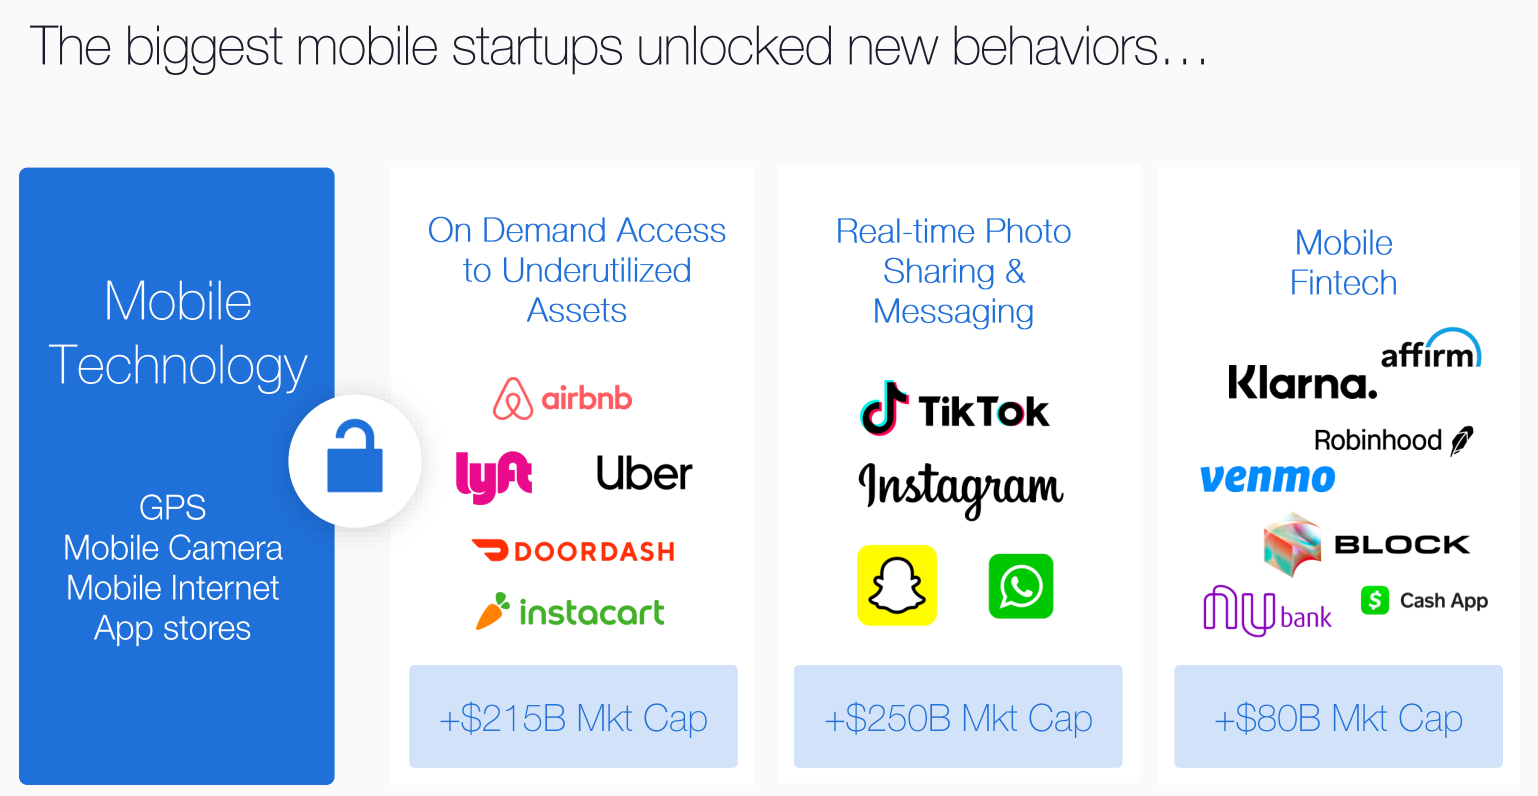 The biggest mobile startups unlocked new behaviors...
Mobile
Technology
GPS
Mobile Camera
Mobile Internet
App stores
On Demand Access
to Underutilized
Assets
airbnb
lyft
Uber
DOORDASH
instacart
+$215B Mkt Cap
Real-time Photo
Sharing &
Messaging
TikTok
Instagram
+$250B Mkt Cap
Mobile
Fintech
affirm
Klarna.
Robinhood
venmo
BLOCK
nu bank
$ Cash App
+$80B Mkt Cap